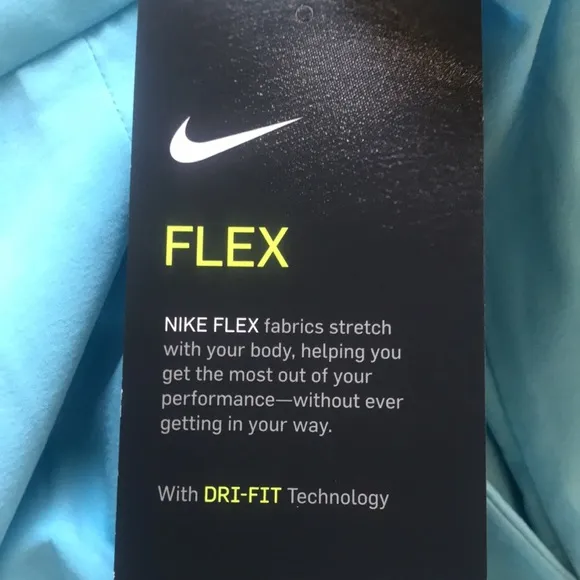 FLEX
NIKE FLEX fabrics stretch
with your body, helping you
get the most out of your
performance—without ever
getting in your way.
With DRI-FIT Technology